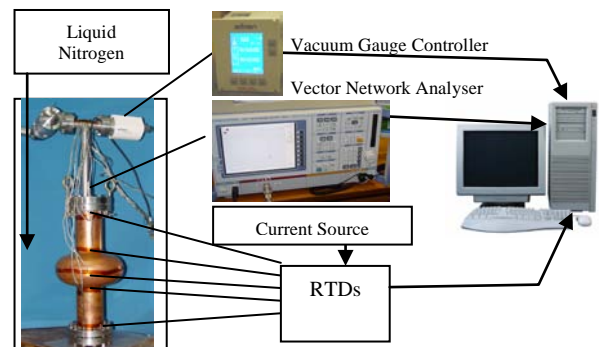 Liquid
Nitrogen
Vacuum Gauge Controller
Vector Network Analyser
Current Source
RTDs